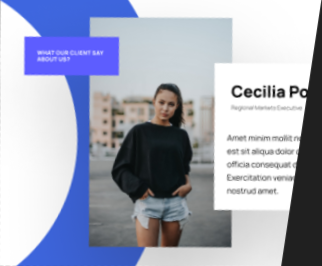 WHAT OUR CLIENT SAY
ABOUT US?
Cecilia Po
Regional Markets Executive
Amet minim mollit no
est sit aliqua dolor
officia consequat
Exercitation venia
nostrud amet.